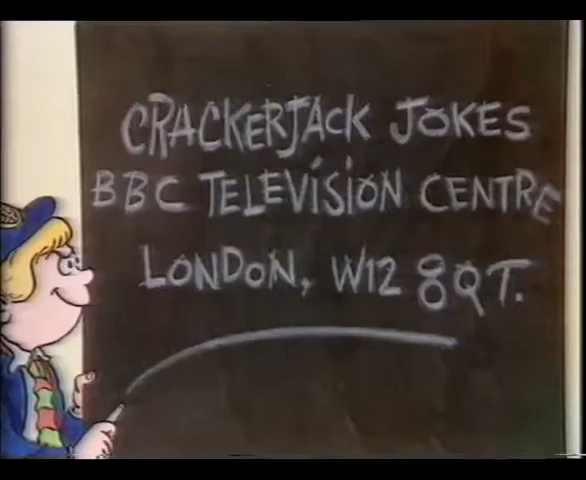 CRACKERJACK JOKES
BBC TELEVISION CENTRE
LONDON, W12 8QT.